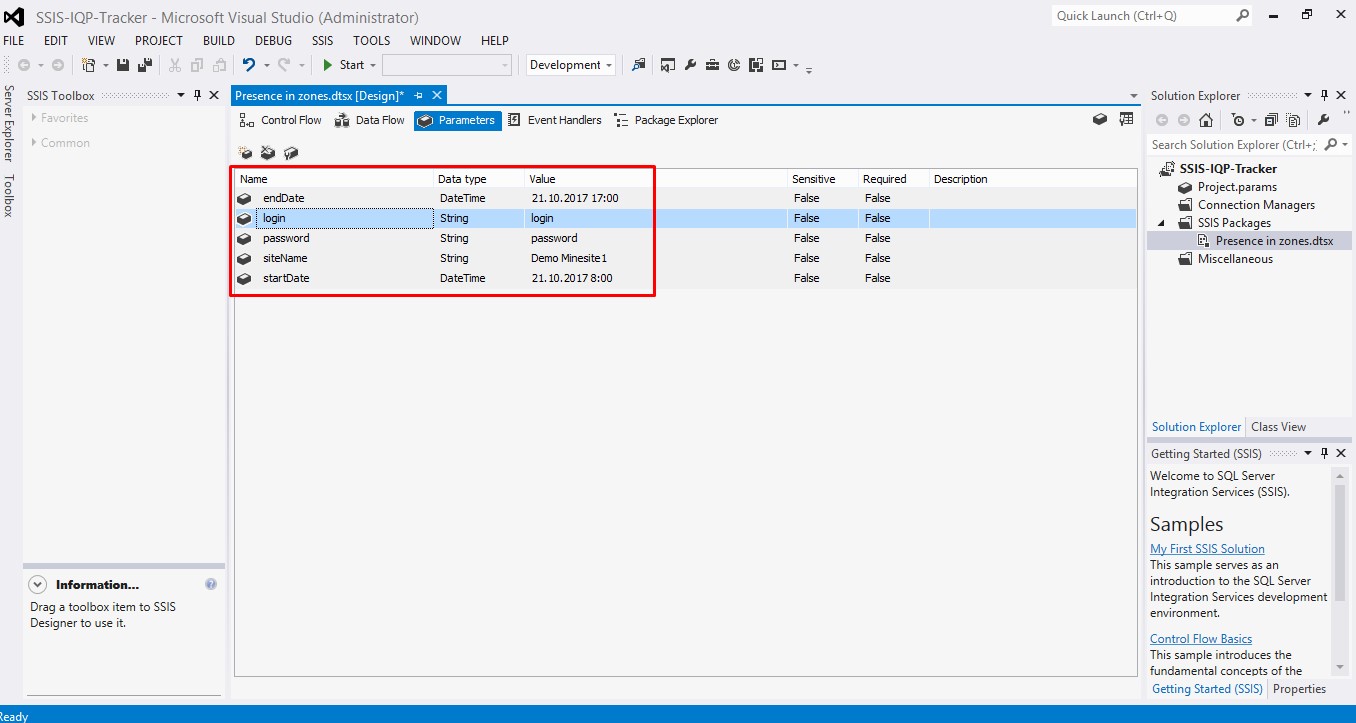 SSIS-IQP-Tracker - Microsoft Visual Studio (Administrator)
Quick Launch (Ctrl+Q)
FILE EDIT VIEW PROJECT BUILD DEBUG SSIS TOOLS WINDOW HELP
Start
Development
Server Explorer
Toolbox
SSIS Toolbox
Favorites
Common
Information...
Drag a toolbox item to SSIS
Designer to use it.
Presence in zones.dtsx [Design]*
Control Flow Data Flow Parameters Event Handlers Package Explorer
Name Data type Value Sensitive Required Description
endDate DateTime 21.10.2017 17:00 False False
login String login False False
password String password False False
siteName String Demo Minesite1 False False
startDate DateTime 21.10.2017 8:00 False False
Solution Explorer
Search Solution Explorer (Ctrl+;
SSIS-IQP-Tracker
Project.params
Connection Managers
SSIS Packages
Presence in zones.dtsx
Miscellaneous
Solution Explorer Class View
Getting Started (SSIS)
Welcome to SQL Server
Integration Services (SSIS).
Samples
My First SSIS Solution
This sample serves as an
introduction to the SQL Server
Integration Services development
environment.
Control Flow Basics
This sample introduces the
fundamental concepts of the
Getting Started (SSIS) Properties
Ready